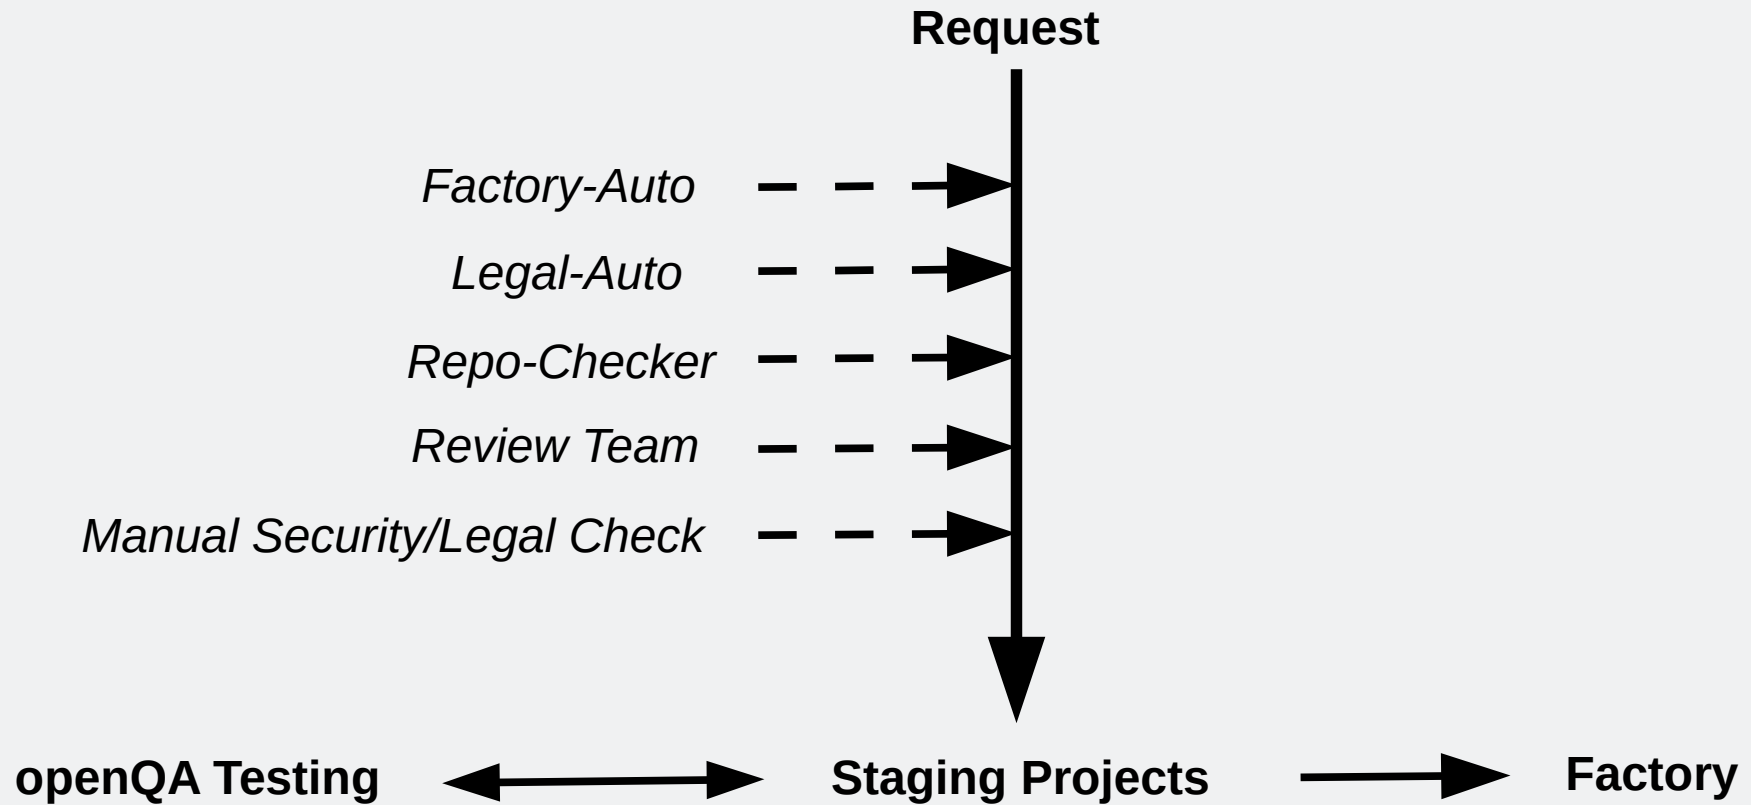 Request
Factory-Auto
Legal-Auto
Repo-Checker
Review Team
Manual Security/Legal Check
openQA Testing
Staging Projects
Factory